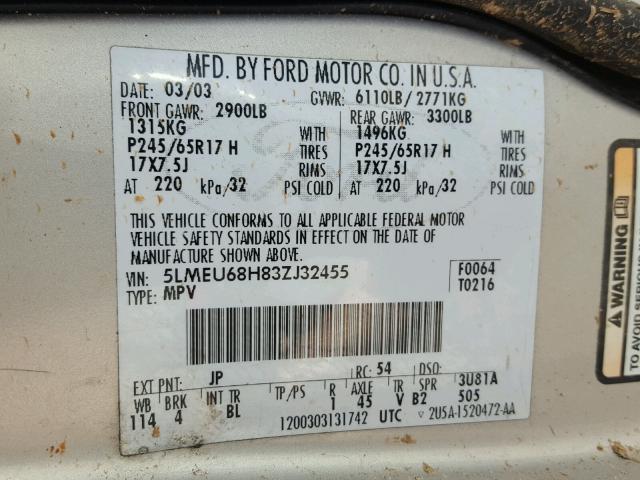 MFD. BY FORD MOTOR CO. IN U.S.A.
DATE: 03/03 GVWR: 6110LB/2771KG
FRONT GAWR: 2900LB REAR GAWR: 3300LB
1315KG WITH 1496KG WITH
P245/65R17 H TIRES P245/65R17 H TIRES
17X7.5J RIMS 17X7.5J RIMS
AT 220 kPa/32 PSI COLD AT 220 kPa/32 PSI COLD
THIS VEHICLE CONFORMS TO ALL APPLICABLE FEDERAL MOTOR
VEHICLE SAFETY STANDARDS IN EFFECT ON THE DATE OF
MANUFACTURE SHOWN ABOVE.
VIN: 5LMEU68H83ZJ32455 F0064
TYPE: MPV T0216
EXT PNT: JP RC: 54 DSO:
WB BRK INT TR TP/PS R AXLE TR SPR 3U81A
114 4 BL 1 45 V B2 505
1200303131742 UTC 2U5A-1520472-AA
WARNING